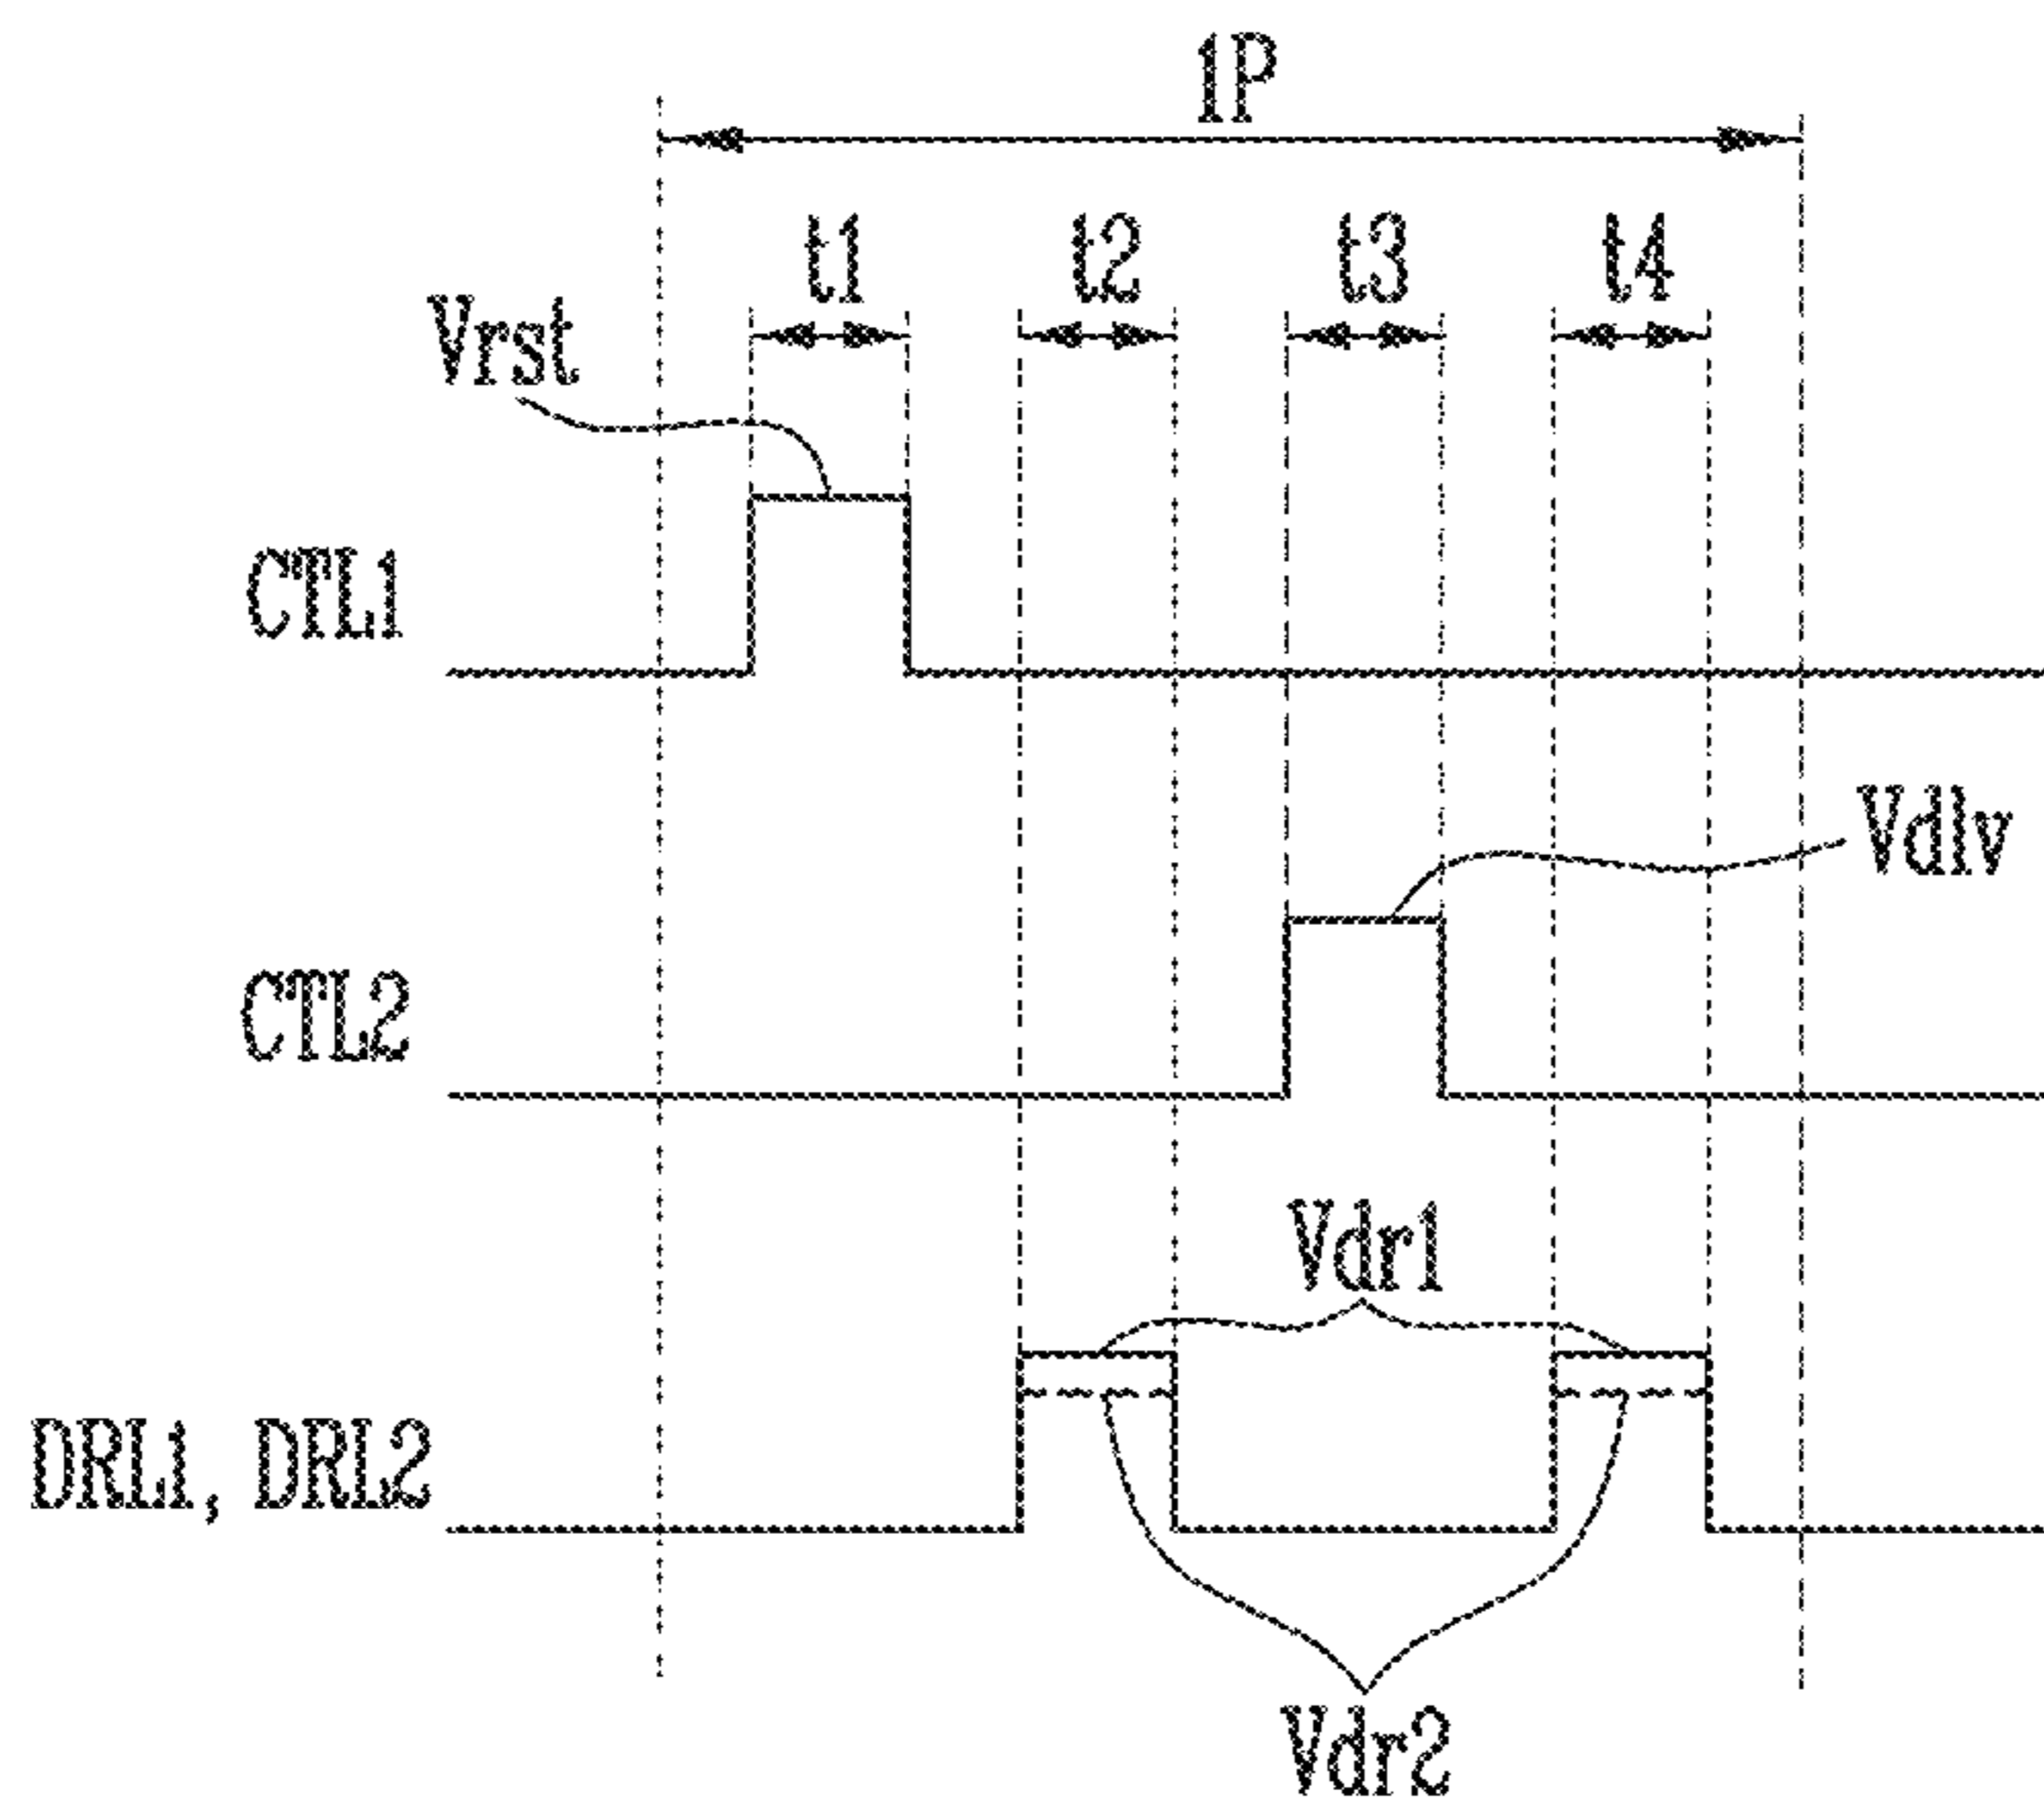 1P
t1 t2 t3 t4
Vrst
CTL1
Vdlv
CTL2
Vdr1
DRL1, DRL2
Vdr2